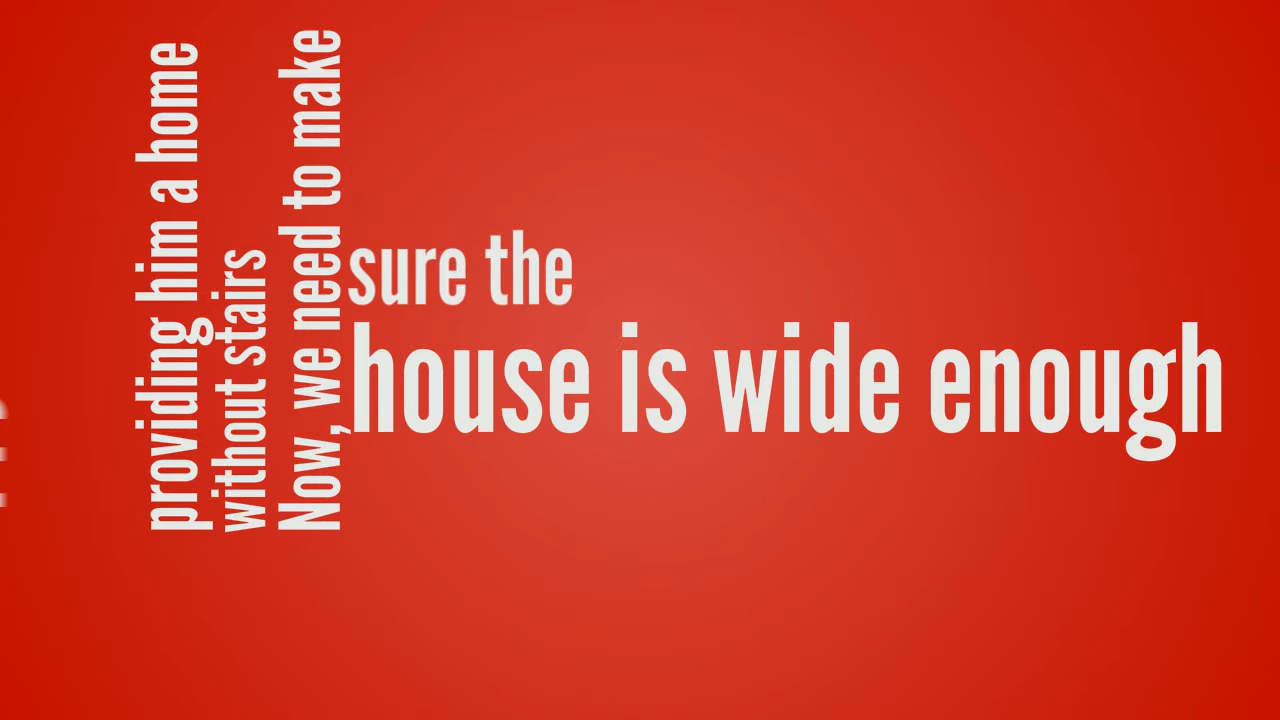 providing him a home
without stairs
Now, we need to make
sure the
house is wide enough